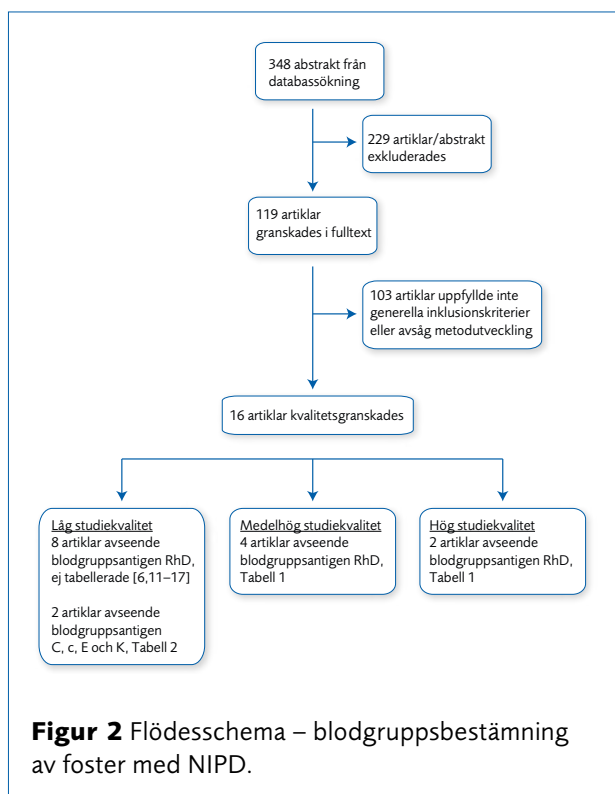 348 abstrakt från
databassökning
229 artiklar/abstrakt
exkluderades
119 artiklar
granskades i fulltext
103 artiklar uppfyllde inte
generella inklusionskriterier
eller avsåg metodutveckling
16 artiklar kvalitetsgranskades
Låg studiekvalitet
8 artiklar avseende
blodgruppsantigen RhD,
ej tabellerade [6,11–17]
2 artiklar avseende
blodgruppsantigen
C, c, E och K, Tabell 2
Medelhög studiekvalitet
4 artiklar avseende
blodgruppsantigen RhD,
Tabell 1
Hög studiekvalitet
2 artiklar avseende
blodgruppsantigen RhD,
Tabell 1
Figur 2 Flödesschema – blodgruppsbestämning
av foster med NIPD.